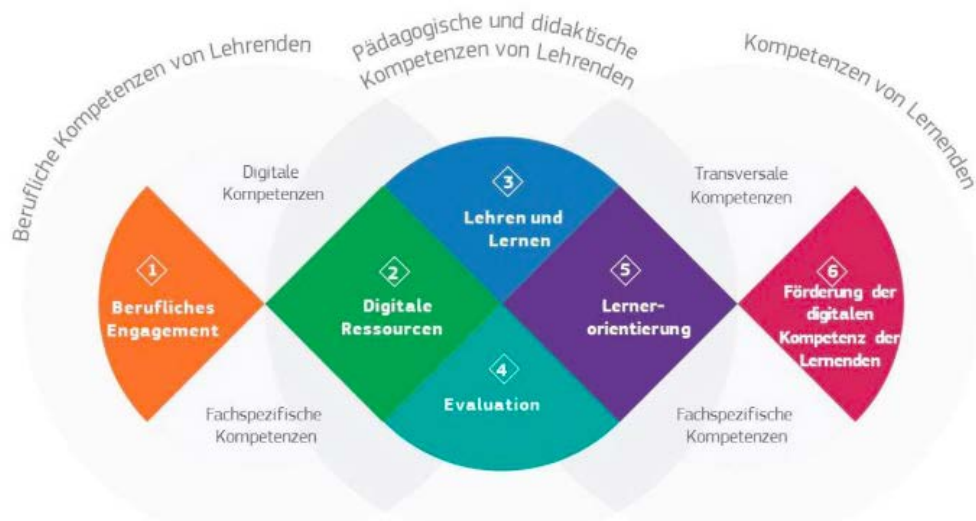 Berufliche Kompetenzen von Lehrenden
Pädagogische und didaktische
Kompetenzen von Lehrenden
Kompetenzen von Lernenden
Digitale
Kompetenzen
Transversale
Kompetenzen
1
Berufliches
Engagement
2
Digitale
Ressourcen
3
Lehren und
Lernen
4
Evaluation
5
Lerner-
orientierung
6
Förderung der
digitalen
Kompetenz der
Lernenden
Fachspezifische
Kompetenzen
Fachspezifische
Kompetenzen